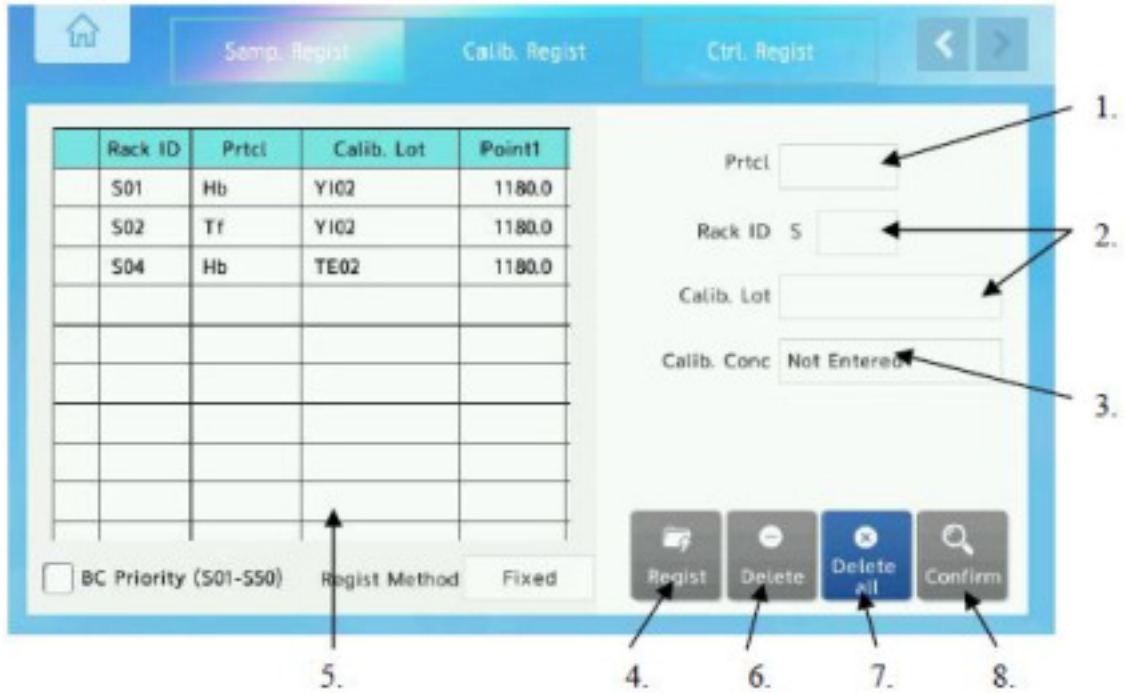 Samp. Regist Calib. Regist Ctrl. Regist
1.
Rack ID Prtcl Calib. Lot Point1
S01 Hb YI02 1180.0
S02 Tf YI02 1180.0
S04 Hb TE02 1180.0
Prtcl
Rack ID S
2.
Calib. Lot
Calib. Conc Not Entered
3.
BC Priority (S01-S50) Regist Method Fixed
Regist Delete Delete all Confirm
5. 4. 6. 7. 8.